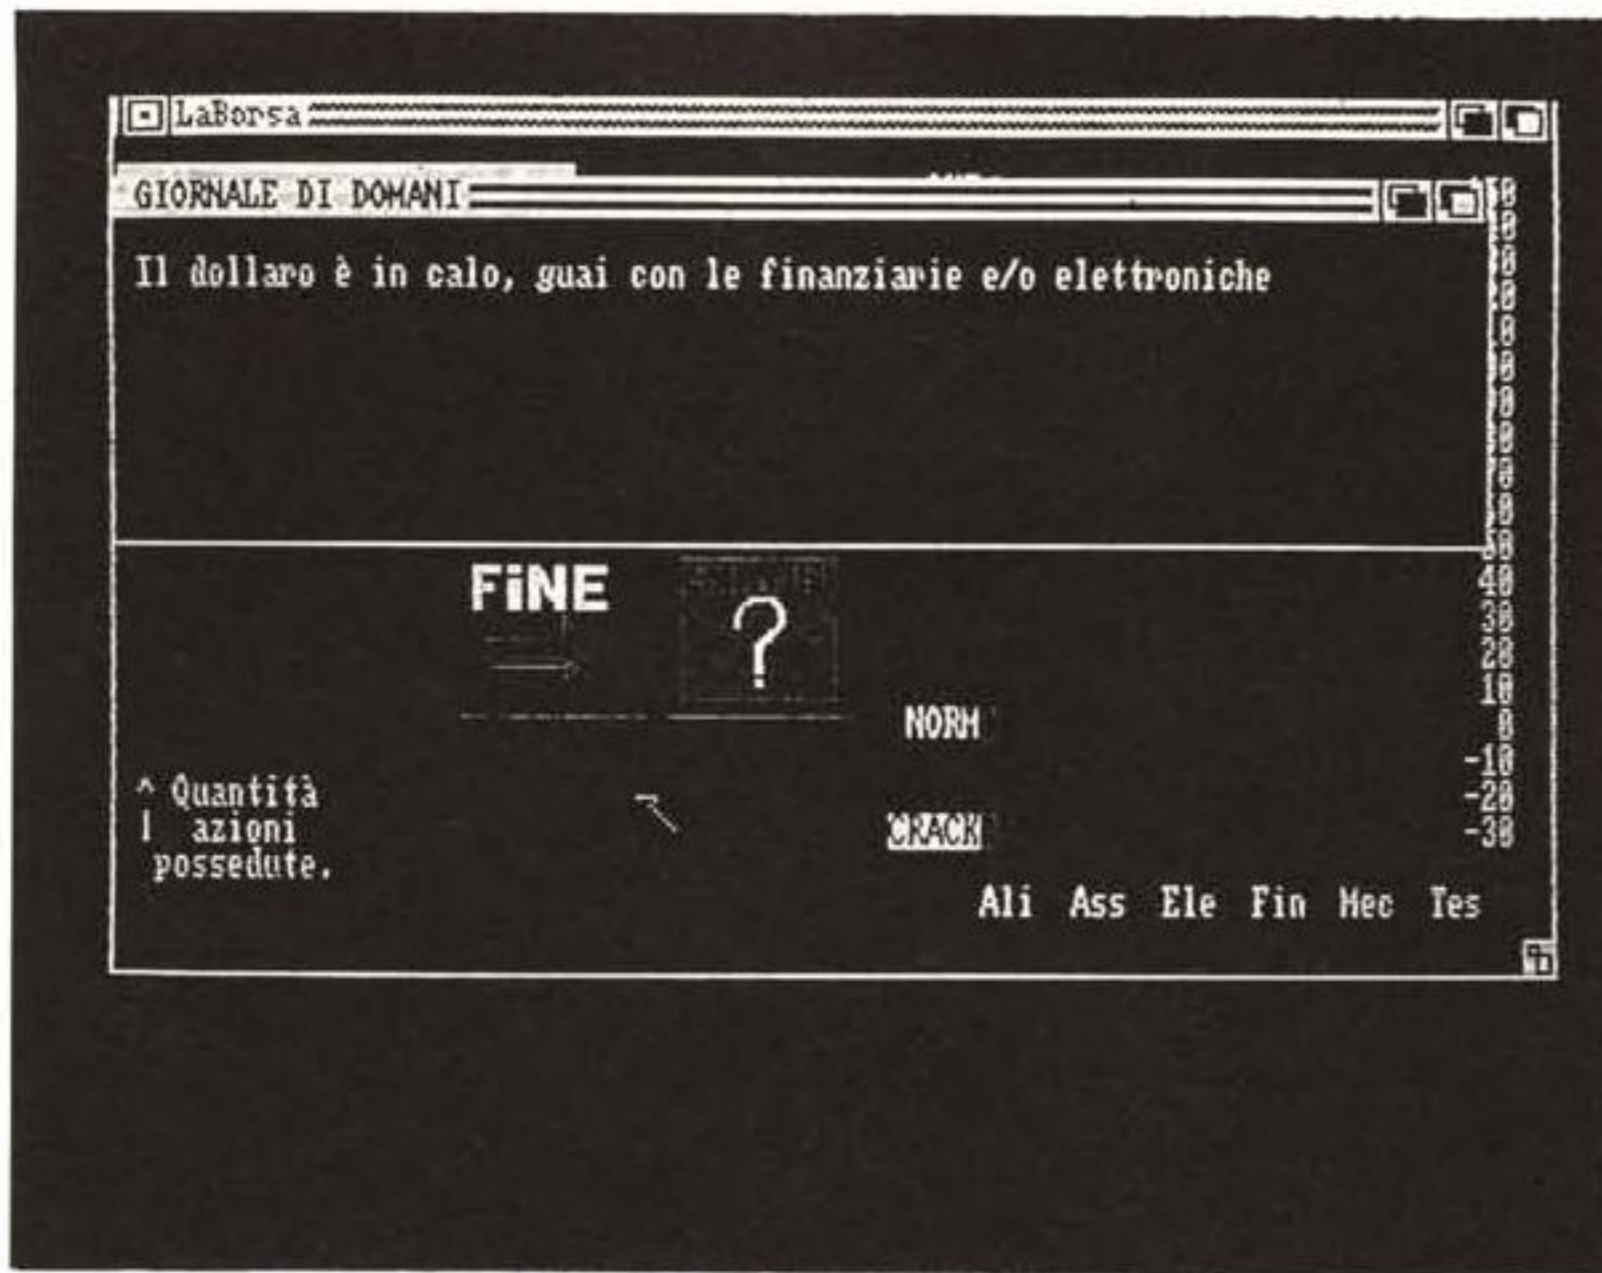 LaBorsa
GIORNALE DI DOMANI
Il dollaro è in calo, guai con le finanziarie e/o elettroniche
FiNE
?
40
30
20
10
NORM
0
-10
^ Quantità
-20
| azioni
CRACK
-30
possedute.
Ali Ass Ele Fin Mec Tes